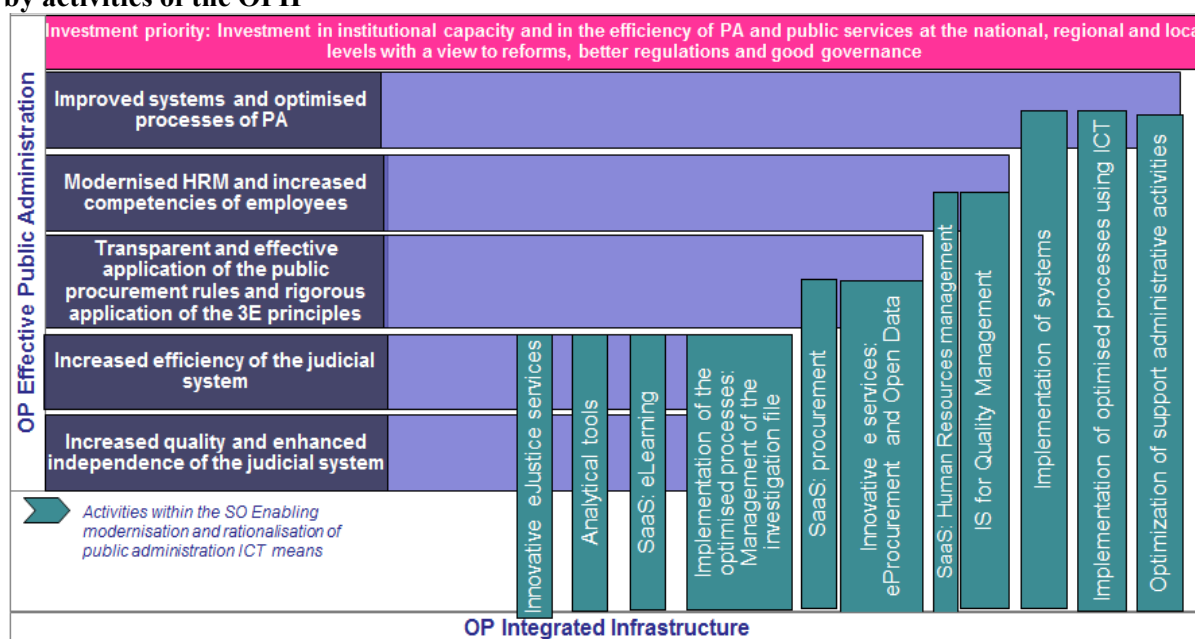 by activities of the OPII
Investment priority: Investment in institutional capacity and in the efficiency of PA and public services at the national, regional and loca
levels with a view to reforms, better regulations and good governance
OP Effective Public Administration
Improved systems and optimised
processes of PA
Modernised HRM and increased
competencies of employees
Transparent and effective
application of the public
procurement rules and rigorous
application of the 3E principles
Increased efficiency of the judicial
system
Increased quality and enhanced
independence of the judicial system
Innovative eJustice services
Analytical tools
SaaS: eLearning
Implementation of the
optimised processes:
Management of the
investigation file
SaaS: procurement
Innovative e services:
eProcurement and Open Data
SaaS: Human Resources management
IS for Quality Management
Implementation of systems
Implementation of optimised processes using ICT
Optimization of support administrative activities
Activities within the SO Enabling
modernisation and rationalisation of
public administration ICT means
OP Integrated Infrastructure